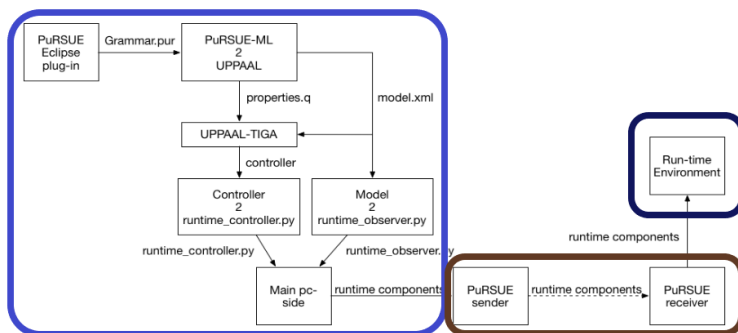 PuRSUE
Eclipse
plug-in
Grammar.pur
PuRSUE-ML
2
UPPAAL
properties.q
model.xml
UPPAAL-TIGA
controller
Controller
2
runtime_controller.py
Model
2
runtime_observer.py
runtime_controller.py
runtime_observer.py
Main pc-
side
runtime components
PuRSUE
sender
runtime components
PuRSUE
receiver
runtime components
Run-time
Environment